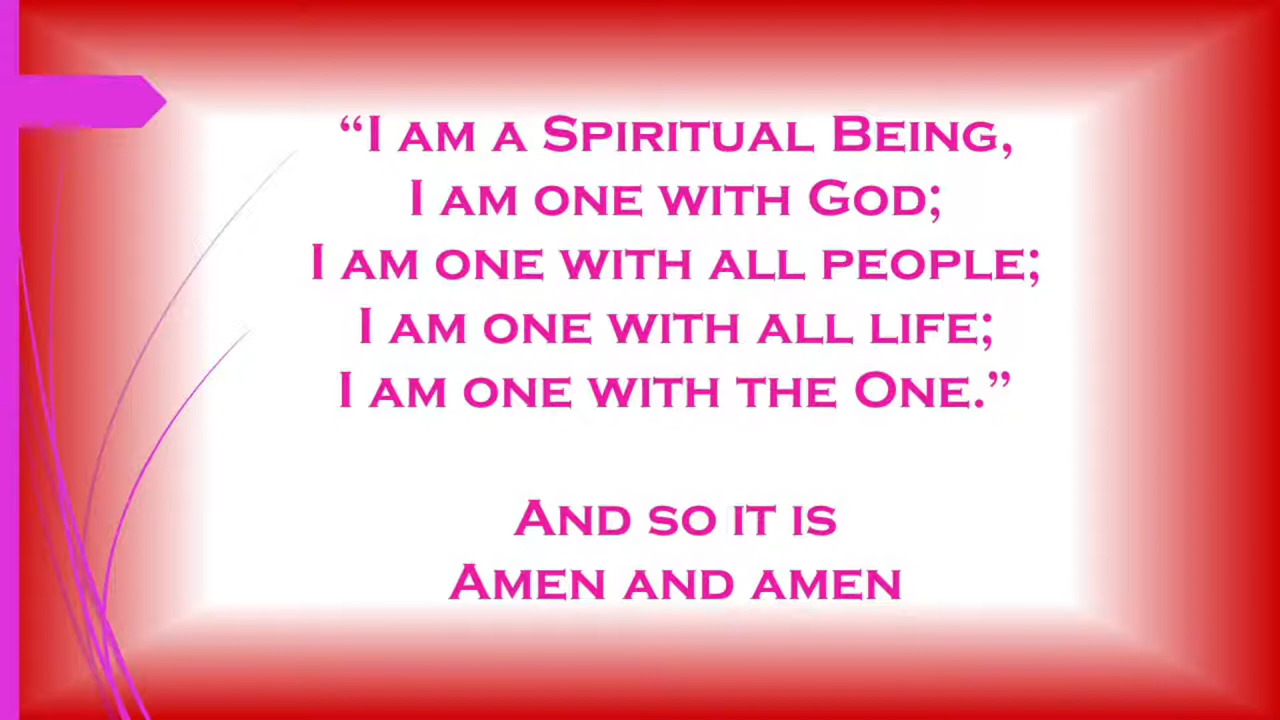 “I am a Spiritual Being,
I am one with God;
I am one with all people;
I am one with all life;
I am one with the One.”
And so it is
Amen and amen